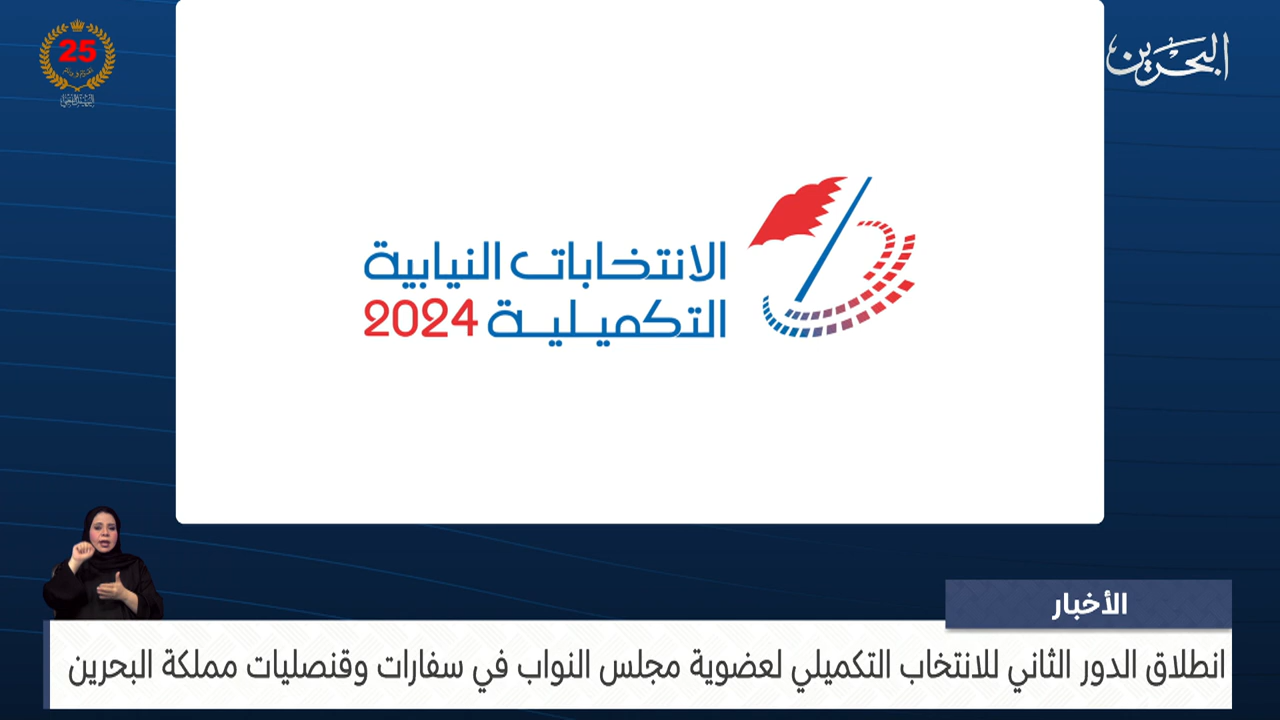 البحرين
25
الانتخابات النيابية
التكميلية 2024
الأخبار
انطلاق الدور الثاني للانتخاب التكميلي لعضوية مجلس النواب في سفارات وقنصليات مملكة البحرين